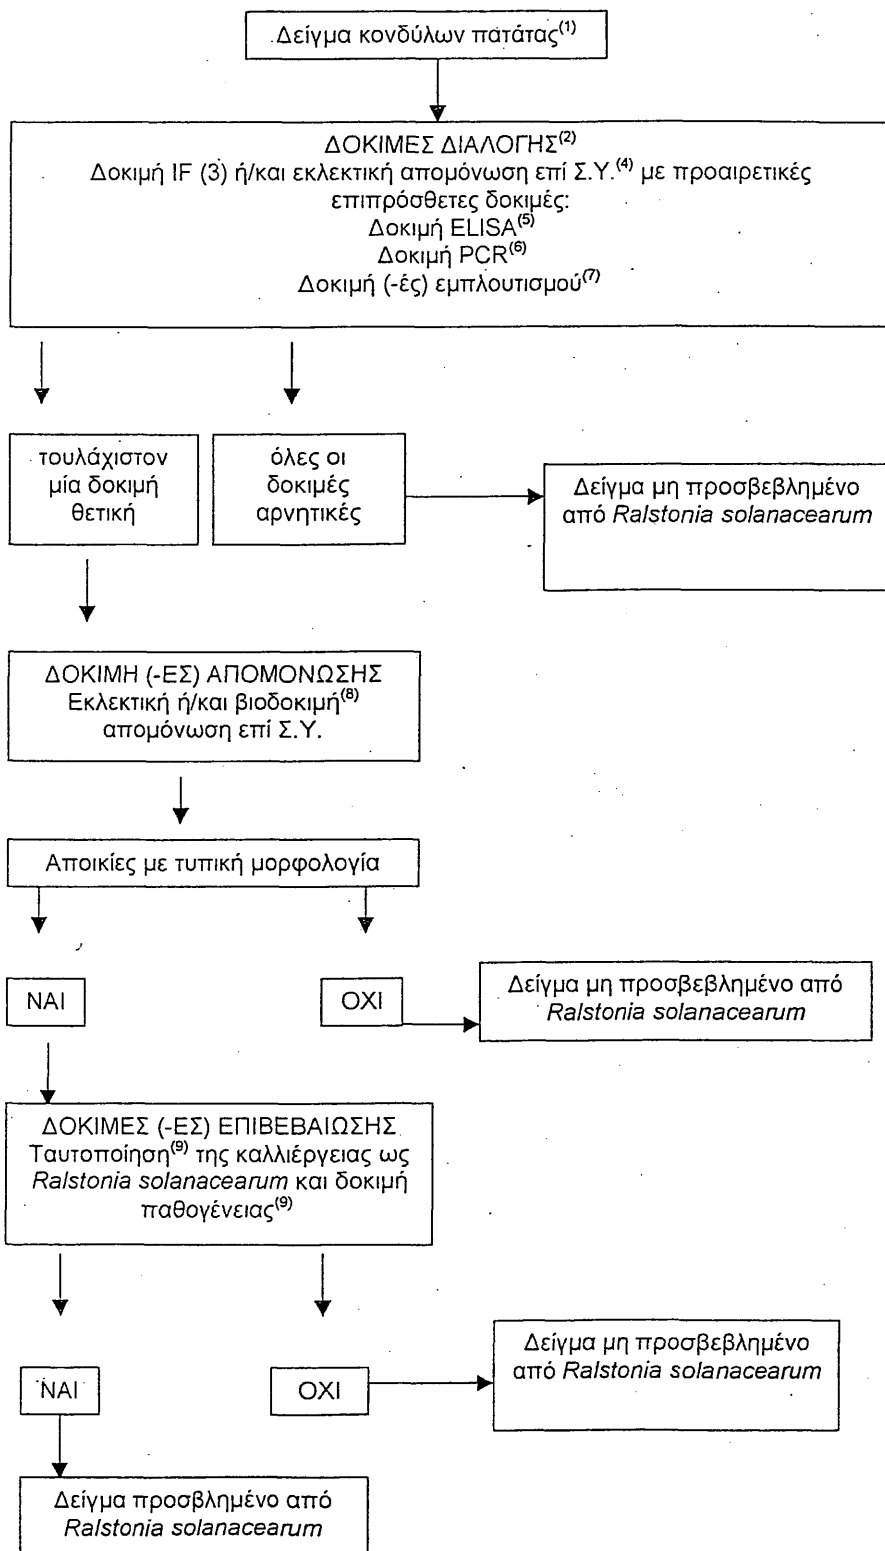 Δείγμα κονδύλων πατάτας(1)
ΔΟΚΙΜΕΣ ΔΙΑΛΟΓΗΣ(2)
Δοκιμή IF (3) ή/και εκλεκτική απομόνωση επί Σ.Υ.(4) με προαιρετικές
επιπρόσθετες δοκιμές:
Δοκιμή ELISA(5)
Δοκιμή PCR(6)
Δοκιμή (-ές) εμπλουτισμού(7)
τουλάχιστον
μία δοκιμή
θετική
όλες οι
δοκιμές
αρνητικές
Δείγμα μη προσβεβλημένο
από Ralstonia solanacearum
ΔΟΚΙΜΗ (-ΕΣ) ΑΠΟΜΟΝΩΣΗΣ
Εκλεκτική ή/και βιοδοκιμή(8)
απομόνωση επί Σ.Υ.
Αποικίες με τυπική μορφολογία
ΝΑΙ
ΟΧΙ
Δείγμα μη προσβεβλημένο από
Ralstonia solanacearum
ΔΟΚΙΜΕΣ (-ΕΣ) ΕΠΙΒΕΒΑΙΩΣΗΣ
Ταυτοποίηση(9) της καλλιέργειας ως
Ralstonia solanacearum και δοκιμή
παθογένειας(9)
ΝΑΙ
ΟΧΙ
Δείγμα μη προσβεβλημένο
από Ralstonia solanacearum
Δείγμα προσβλημένο από
Ralstonia solanacearum